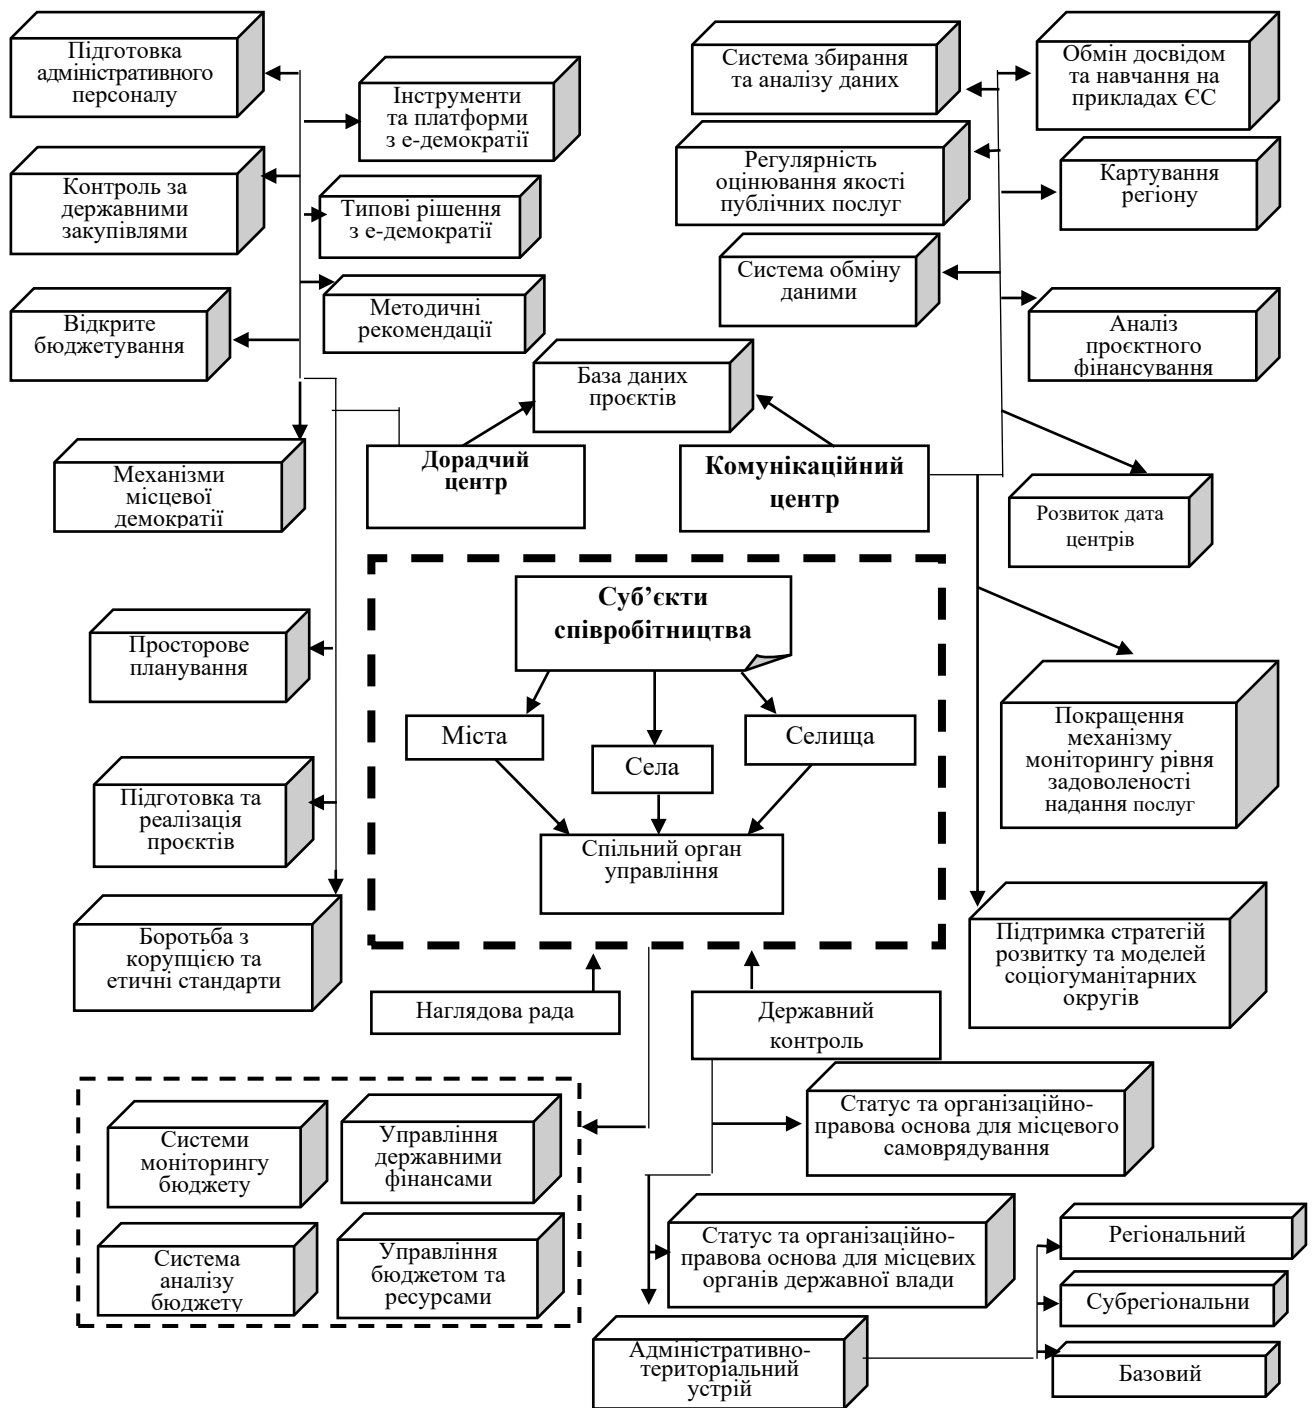 Підготовка
адміністративного
персоналу
Інструменти
та платформи
з е-демократії
Контроль за
державними
закупівлями
Типові рішення
з е-демократії
Методичні
рекомендації
Відкрите
бюджетування
Механізми
місцевої
демократії
Система збирання
та аналізу даних
Обмін досвідом
та навчання на
прикладах ЄС
Регулярність
оцінювання якості
публічних послуг
Картування
регіону
Система обміну
даними
Аналіз
проєктного
фінансування
База даних
проєктів
Дорадчий
центр
Комунікаційний
центр
Розвиток дата
центрів
Суб’єкти
співробітництва
Міста
Села
Селища
Спільний орган
управління
Просторове
планування
Підготовка та
реалізація
проєктів
Боротьба з
корупцією та
етичні стандарти
Покращення
механізму
моніторингу рівня
задоволеності
надання послуг
Підтримка стратегій
розвитку та моделей
соціогуманітарних
округів
Наглядова рада
Державний
контроль
Системи
моніторингу
бюджету
Управління
державними
фінансами
Система
аналізу
бюджету
Управління
бюджетом та
ресурсами
Статус та організаційно-
правова основа для місцевого
самоврядування
Статус та організаційно-
правова основа для місцевих
органів державної влади
Адміністративно-
територіальний
устрій
Регіональний
Субрегіональни
Базовий